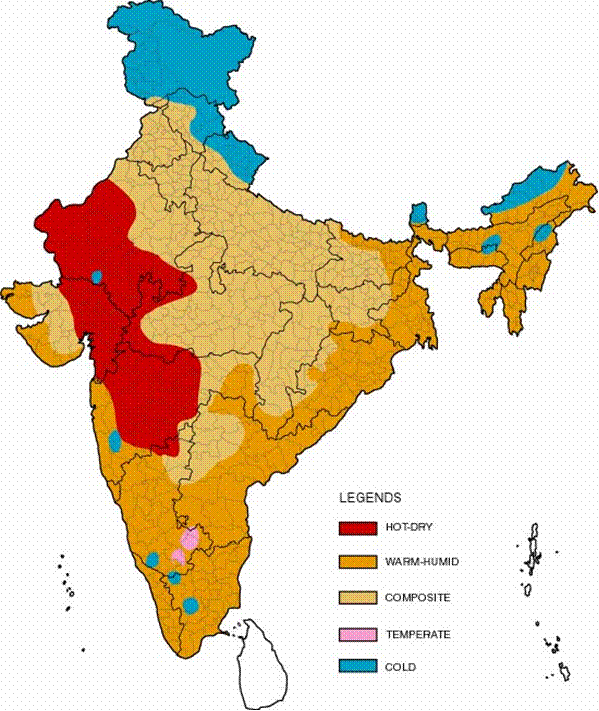 LEGENDS
HOT-DRY
WARM-HUMID
COMPOSITE
TEMPERATE
COLD